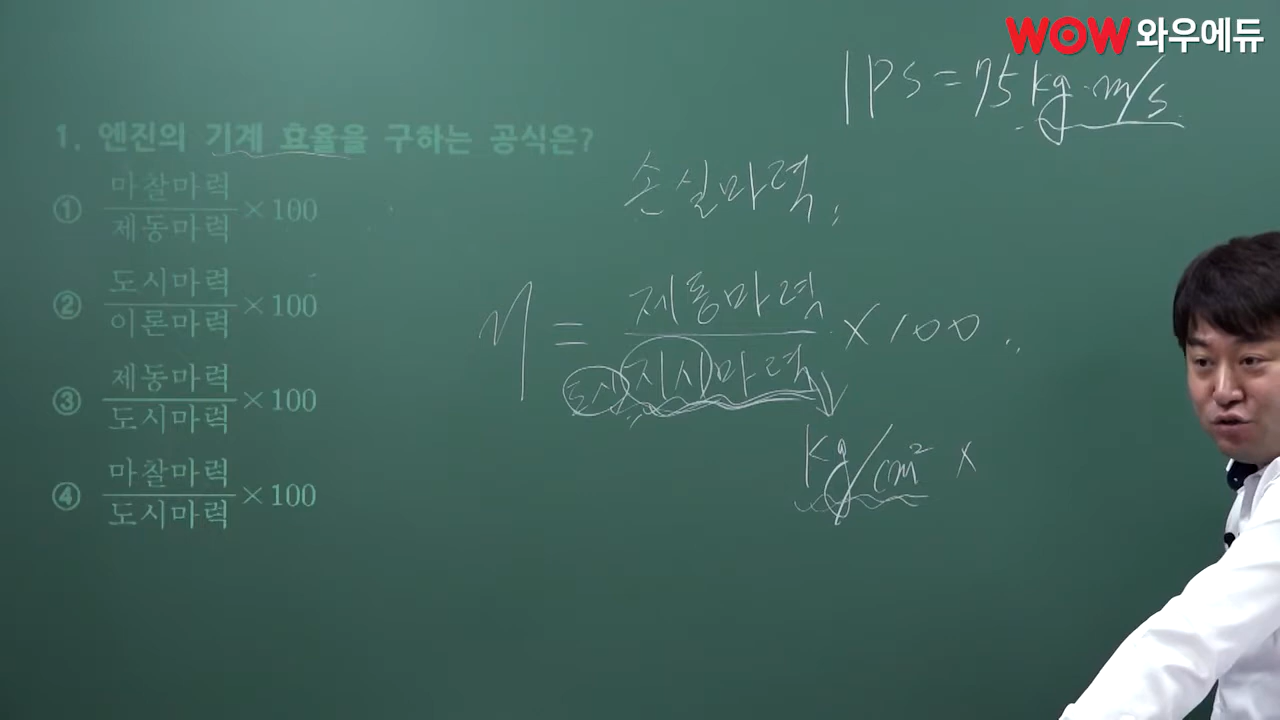 WOW와우에듀
1PS=75kg·m/s
1. 엔진의 기계 효율을 구하는 공식은?
① 마찰마력
제동마력 ×100
② 도시마력
이론마력 ×100
③ 제동마력
도시마력 ×100
④ 마찰마력
도시마력 ×100
손실마력
η = 제동마력
도시 지시마력 ×100
kg/cm² ×